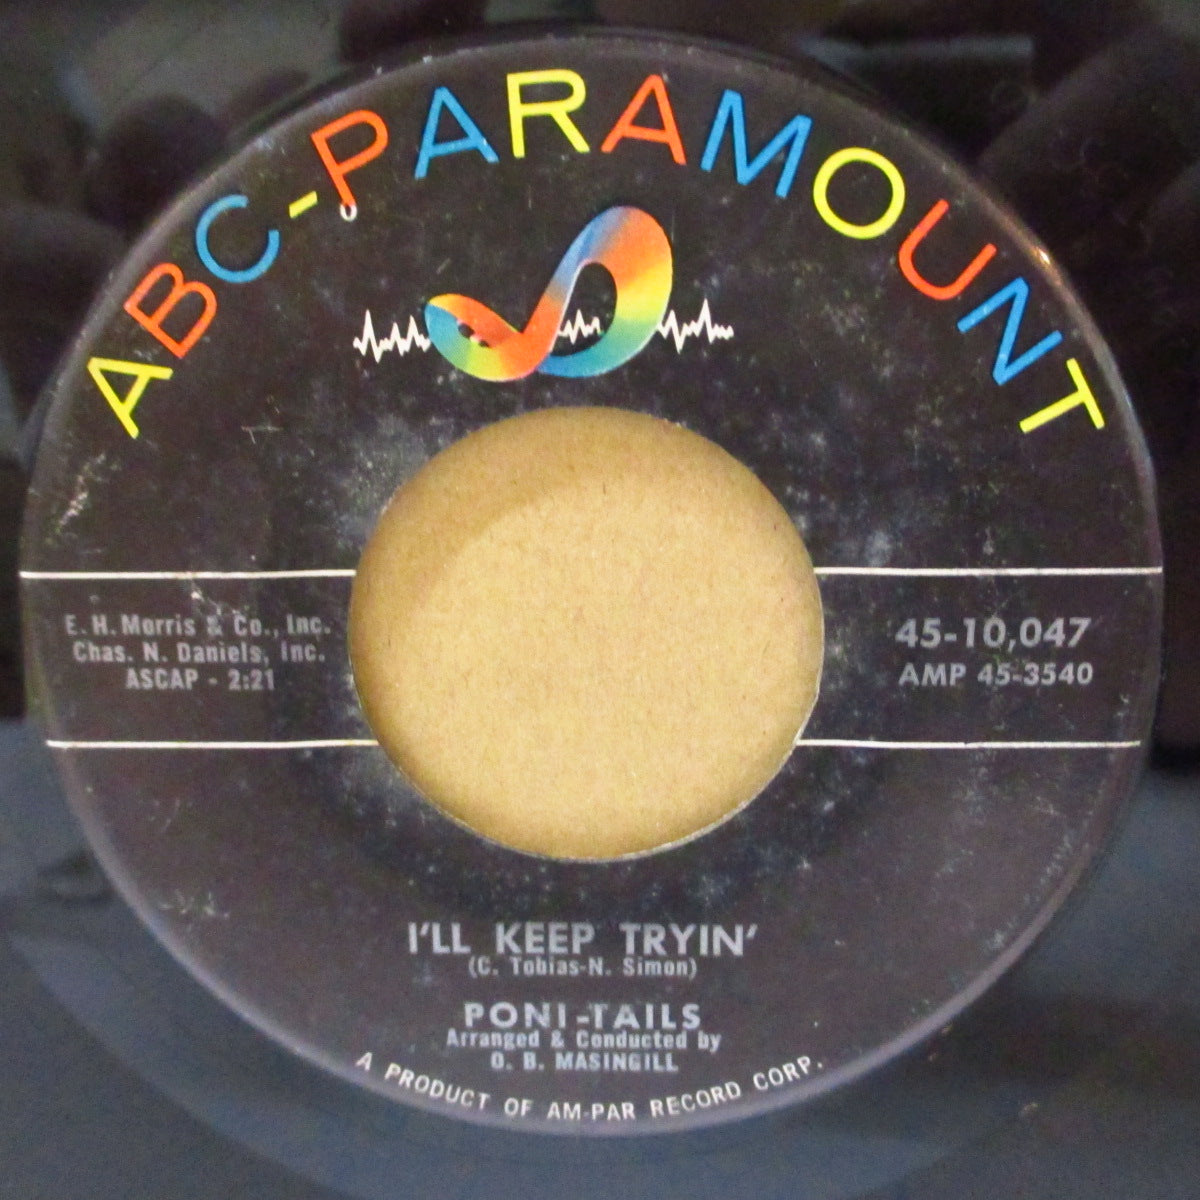 ABC-PARAMOUNT
E. H. Morris & Co., Inc.
Chas. N. Daniels, Inc.
ASCAP - 2:21
45-10,047
AMP 45-3540
I'LL KEEP TRYIN'
(C. Tobias-N. Simon)
PONI-TAILS
Arranged & Conducted by
O. B. MASINGILL
A PRODUCT OF AM-PAR RECORD CORP.